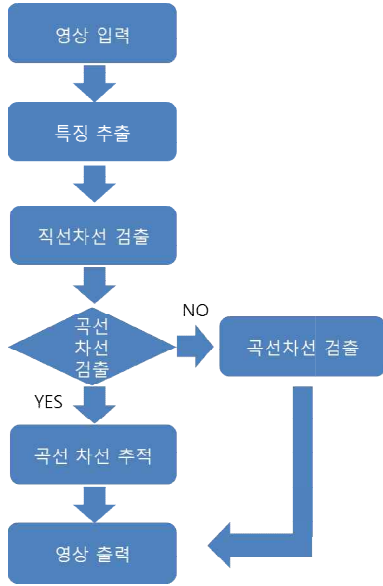 영상 입력
특징 추출
직선차선 검출
곡선
차선
검출
NO
곡선차선 검출
YES
곡선 차선 추적
영상 출력